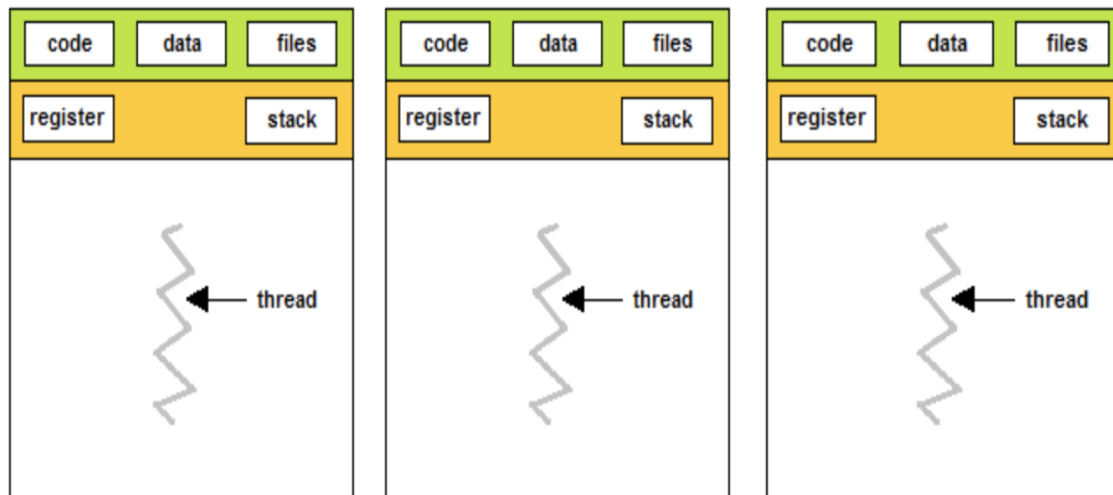 code data files code data files code data files
register stack register stack register stack
thread thread thread